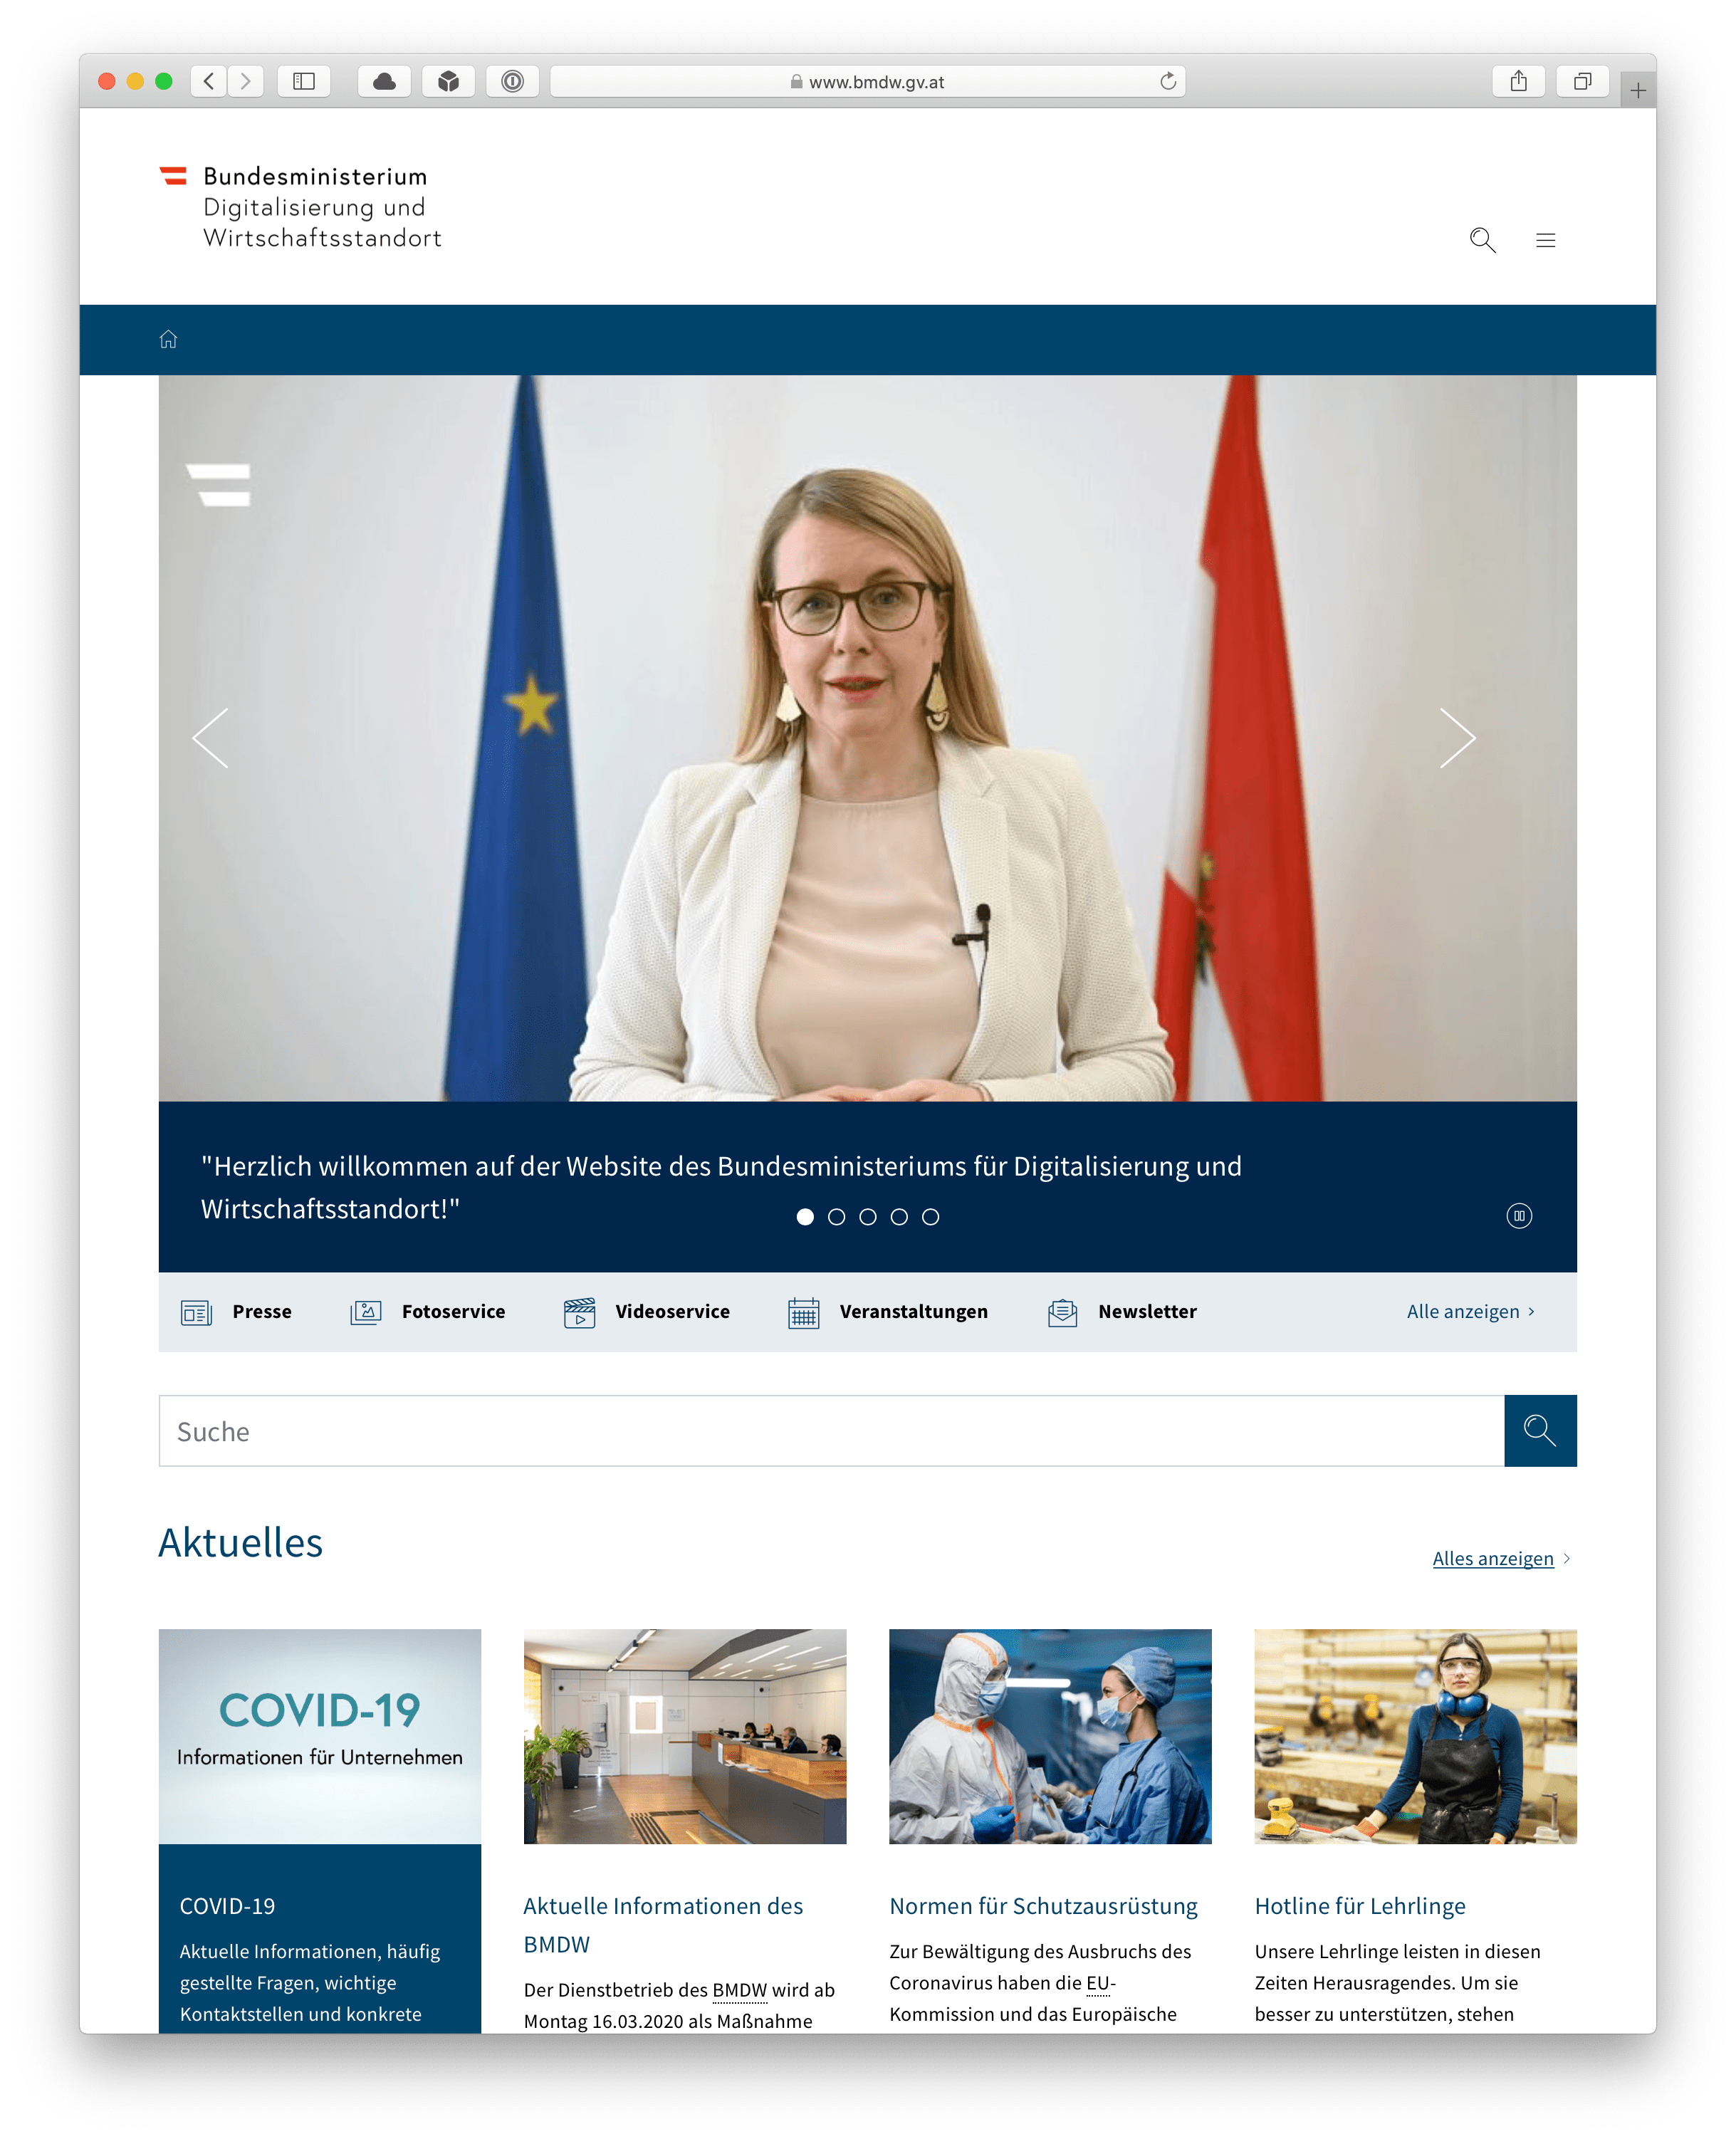 www.bmdw.gv.at
Bundesministerium
Digitalisierung und
Wirtschaftsstandort
"Herzlich willkommen auf der Website des Bundesministeriums für Digitalisierung und
Wirtschaftsstandort!"
Presse Fotoservice Videoservice Veranstaltungen Newsletter Alle anzeigen
Suche
Aktuelles
Alles anzeigen
COVID-19
Informationen für Unternehmen
COVID-19
Aktuelle Informationen, häufig
gestellte Fragen, wichtige
Kontaktstellen und konkrete
Aktuelle Informationen des
BMDW
Der Dienstbetrieb des BMDW wird ab
Montag 16.03.2020 als Maßnahme
Normen für Schutzausrüstung
Zur Bewältigung des Ausbruchs des
Coronavirus haben die EU-
Kommission und das Europäische
Hotline für Lehrlinge
Unsere Lehrlinge leisten in diesen
Zeiten Herausragendes. Um sie
besser zu unterstützen, stehen